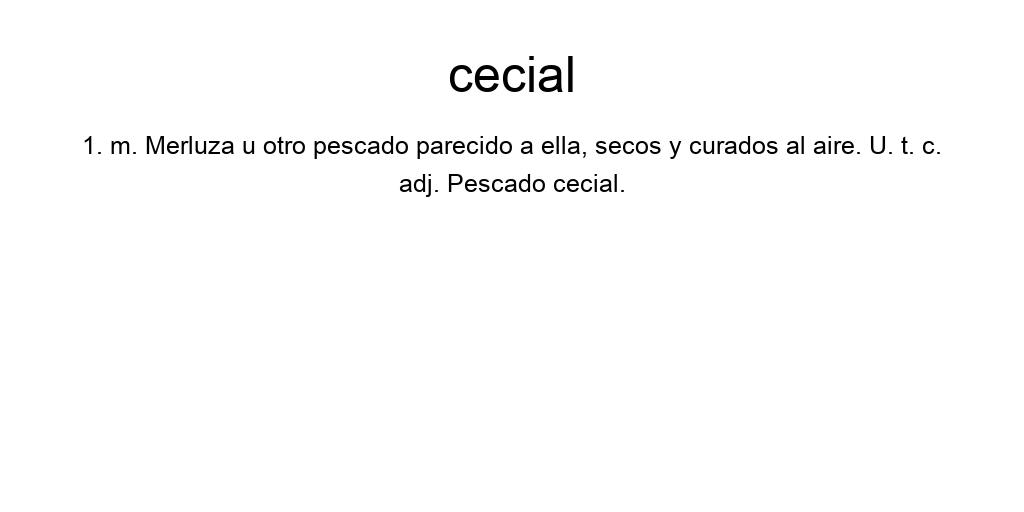 cecial
1. m. Merluza u otro pescado parecido a ella, secos y curados al aire. U. t. c.
adj. Pescado cecial.